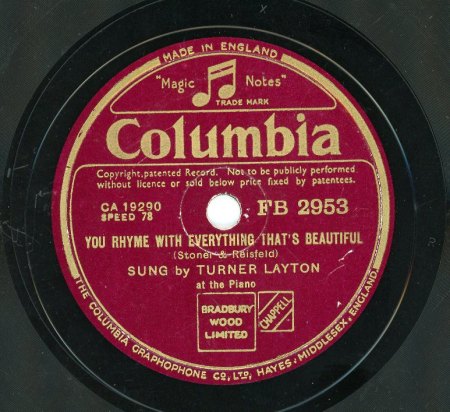 MADE IN ENGLAND
"Magic Notes"
TRADE MARK
Columbia
Copyright,patented Record. Not to be publicly performed
without licence or sold below price fixed by patentees.
CA 19290
SPEED 78
FB 2953
YOU RHYME WITH EVERYTHING THAT'S BEAUTIFUL
(Stoner & Reisfeld)
SUNG by TURNER LAYTON
at the Piano
BRADBURY
WOOD
LIMITED
CHAPPELL
THE COLUMBIA GRAPHOPHONE CO., LTD., HAYES, MIDDLESEX, ENGLAND.